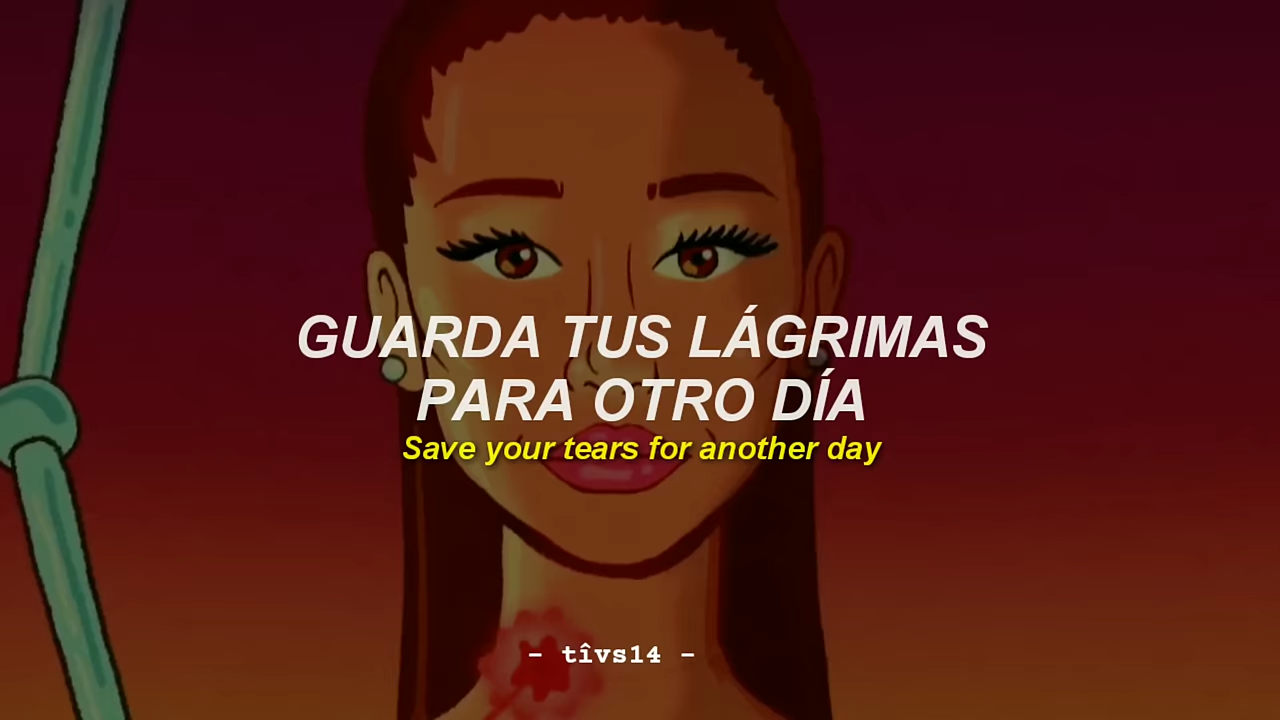 GUARDA TUS LÁGRIMAS
PARA OTRO DÍA
Save your tears for another day
- tîvs14 -